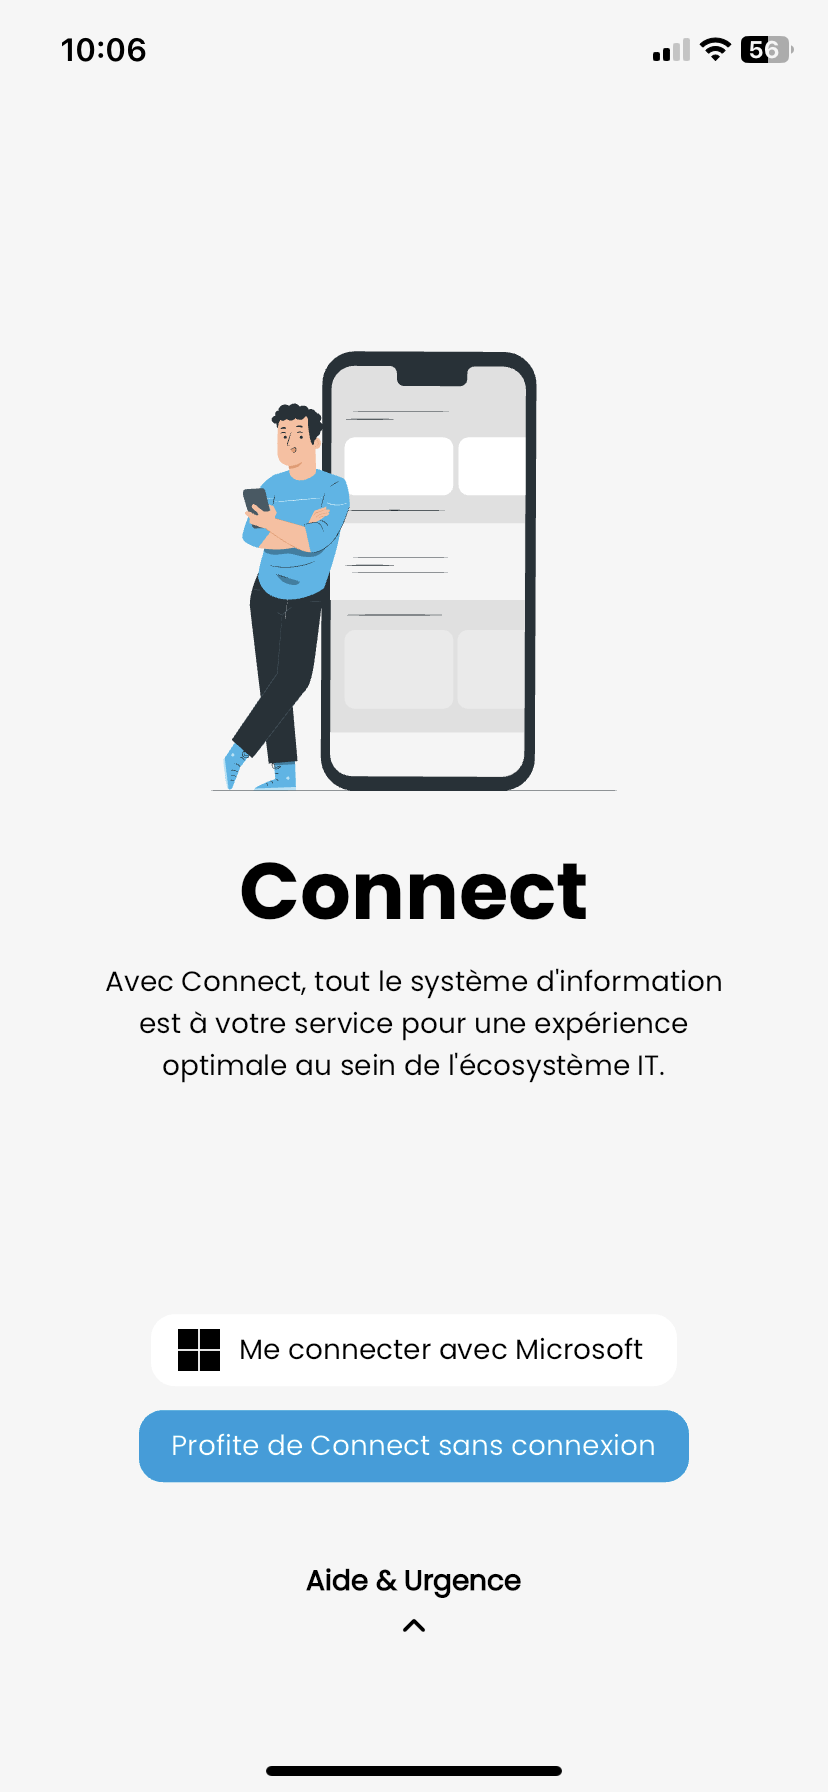 10:06
56
Connect
Avec Connect, tout le système d'information
est à votre service pour une expérience
optimale au sein de l'écosystème IT.
Me connecter avec Microsoft
Profite de Connect sans connexion
Aide & Urgence